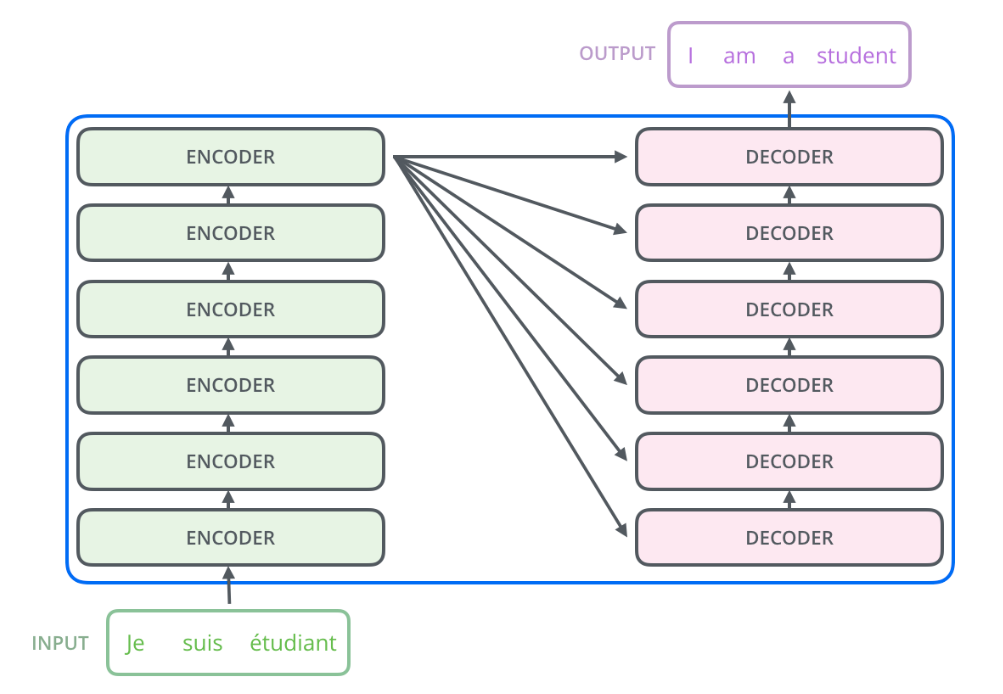 OUTPUT
I am a student
ENCODER
DECODER
ENCODER
DECODER
ENCODER
DECODER
ENCODER
DECODER
ENCODER
DECODER
ENCODER
DECODER
INPUT
Je suis étudiant